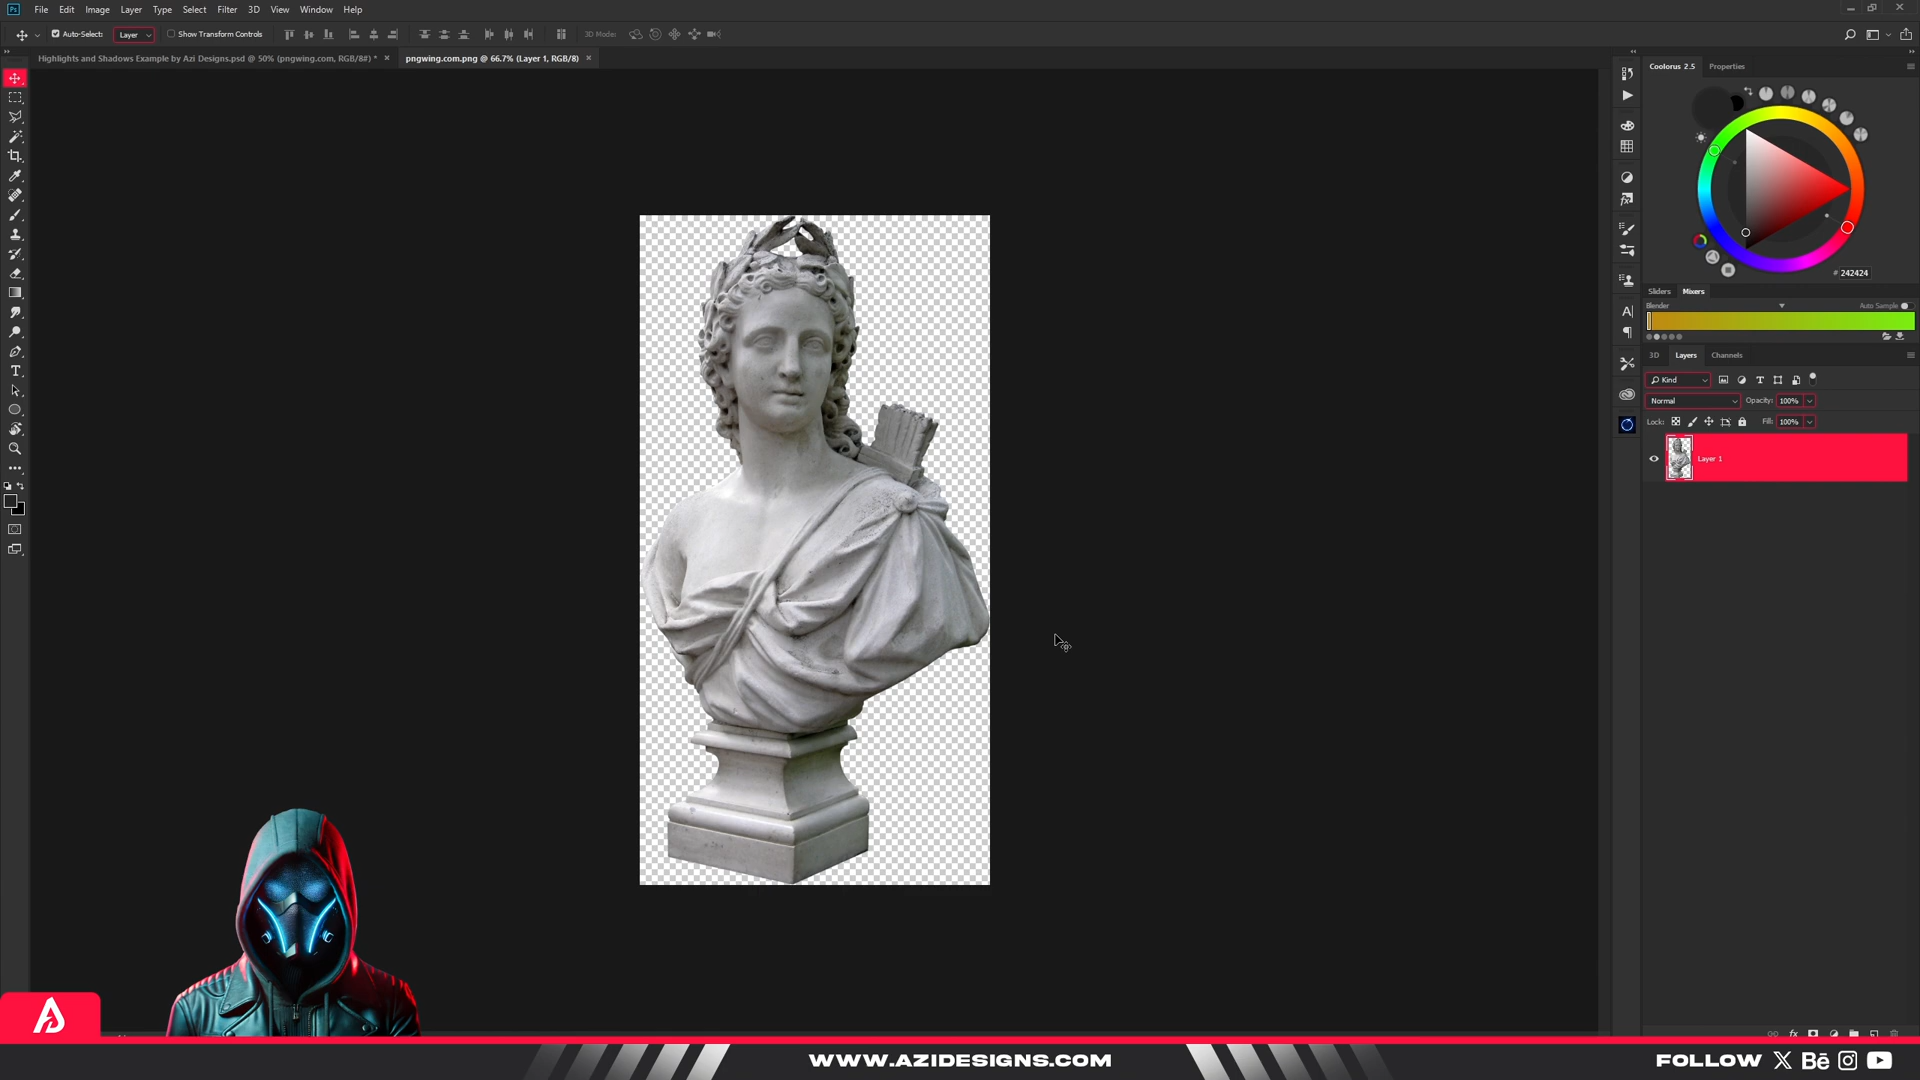 Ps File Edit Image Layer Type Select Filter 3D View Window Help
Auto-Select: Layer Show Transform Controls 3D Mode:
Highlights and Shadows Example by Azi Designs.psd @ 50% (pngwing.com, RGB/8#) * ×
pngwing.com.png @ 66.7% (Layer 1, RGB/8) ×
Coolorus 2.5 Properties
# 242424
Sliders Mixers
Blender Auto Sample
3D Layers Channels
Kind
Normal Opacity: 100%
Lock: Fill: 100%
Layer 1
WWW.AZIDESIGNS.COM
FOLLOW X Bē